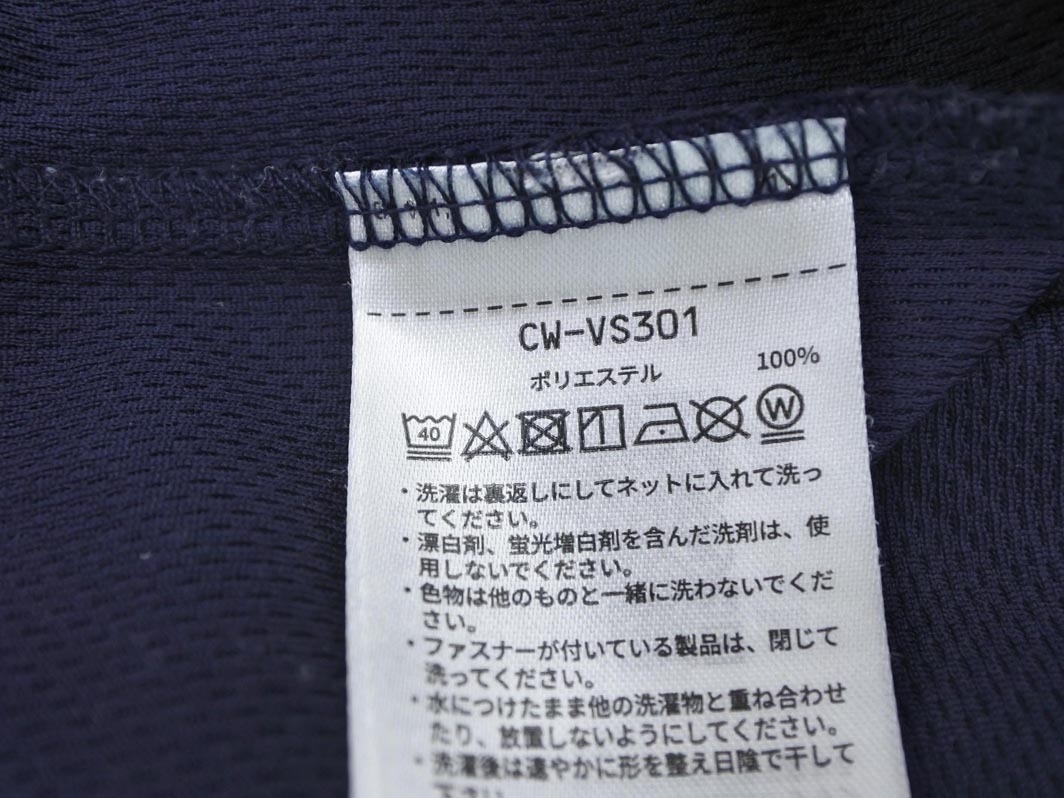 CW-VS301
ポリエステル 100%
40 W
・洗濯は裏返しにしてネットに入れて洗っ
てください。
・漂白剤、蛍光増白剤を含んだ洗剤は、使
用しないでください。
・色物は他のものと一緒に洗わないでくだ
さい。
・ファスナーが付いている製品は、閉じて
洗ってください。
・水につけたまま他の洗濯物と重ね合わせ
たり、放置しないようにしてください。
・洗濯後は速やかに形を整え日陰で干して
下さい